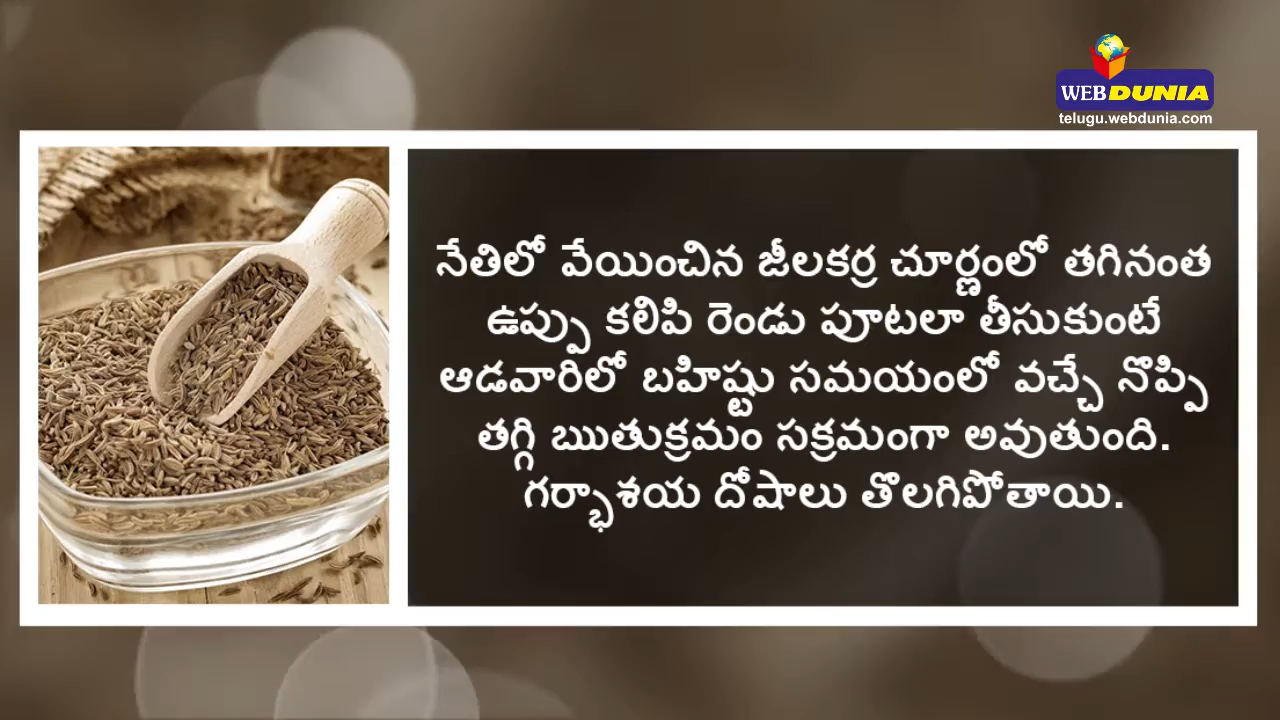 WEBDUNIA
telugu.webdunia.com
నేతిలో వేయించిన జీలకర్ర చూర్ణంలో తగినంత
ఉప్పు కలిపి రెండు పూటలా తీసుకుంటే
ఆడవారిలో బహిష్టు సమయంలో వచ్చే నొప్పి
తగ్గి ఋతుక్రమం సక్రమంగా అవుతుంది.
గర్భాశయ దోషాలు తొలగిపోతాయి.